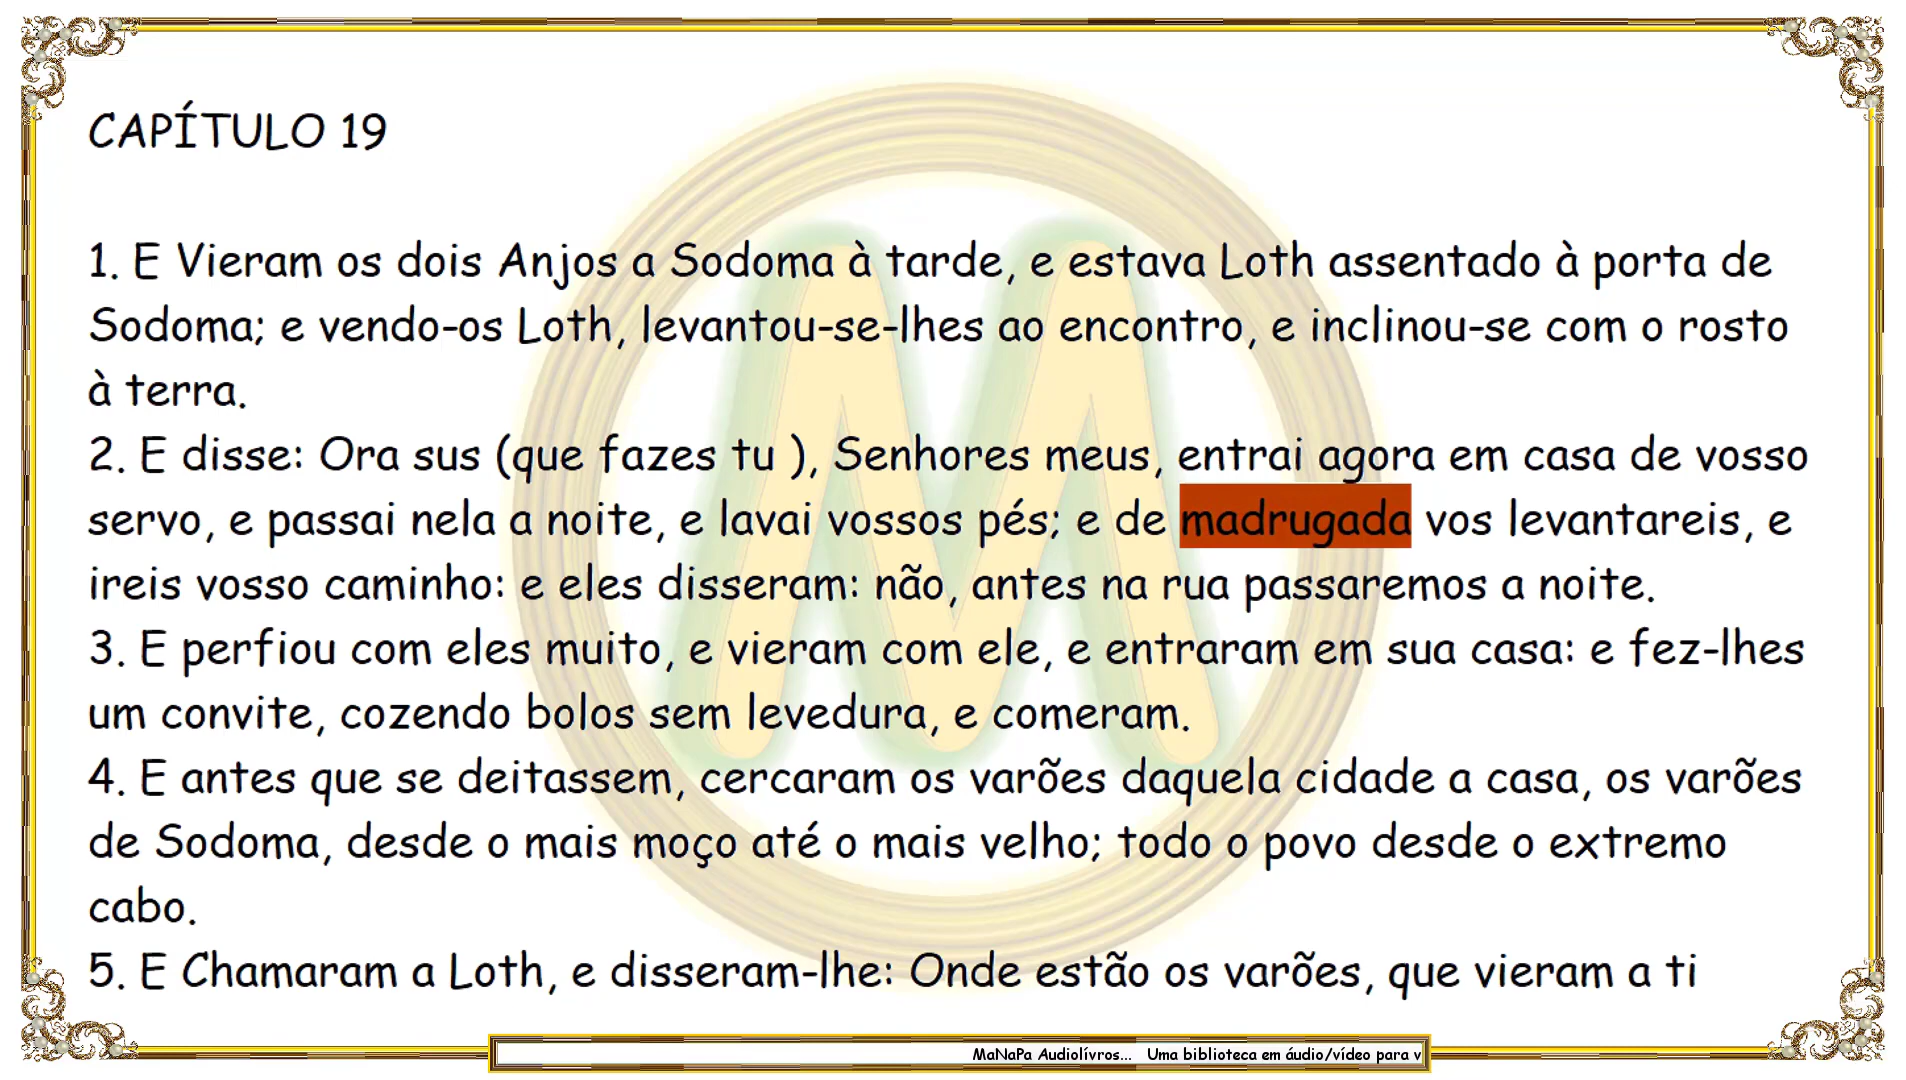 CAPÍTULO 19
1. E Vieram os dois Anjos a Sodoma à tarde, e estava Loth assentado à porta de
Sodoma; e vendo-os Loth, levantou-se-lhes ao encontro, e inclinou-se com o rosto
à terra.
2. E disse: Ora sus (que fazes tu ), Senhores meus, entrai agora em casa de vosso
servo, e passai nela a noite, e lavai vossos pés; e de madrugada vos levantareis, e
ireis vosso caminho: e eles disseram: não, antes na rua passaremos a noite.
3. E perfiou com eles muito, e vieram com ele, e entraram em sua casa: e fez-lhes
um convite, cozendo bolos sem levedura, e comeram.
4. E antes que se deitassem, cercaram os varões daquela cidade a casa, os varões
de Sodoma, desde o mais moço até o mais velho; todo o povo desde o extremo
cabo.
5. E Chamaram a Loth, e disseram-lhe: Onde estão os varões, que vieram a ti
MaNaPa Audiolívros... Uma biblioteca em áudio/vídeo para v